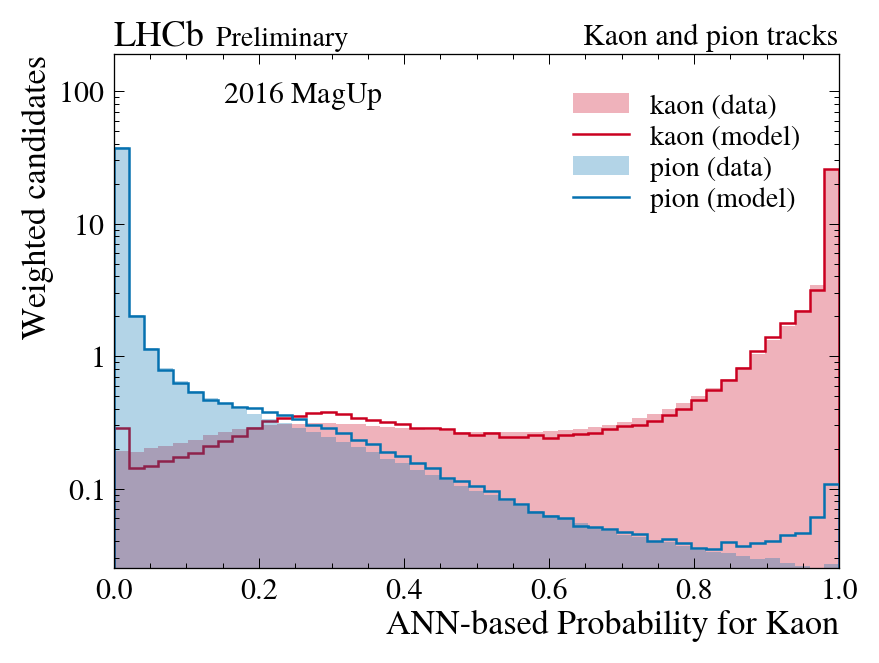 LHCb Preliminary
Kaon and pion tracks
2016 MagUp
kaon (data)
kaon (model)
pion (data)
pion (model)
Weighted candidates
100
10
1
0.1
0.0 0.2 0.4 0.6 0.8 1.0
ANN-based Probability for Kaon